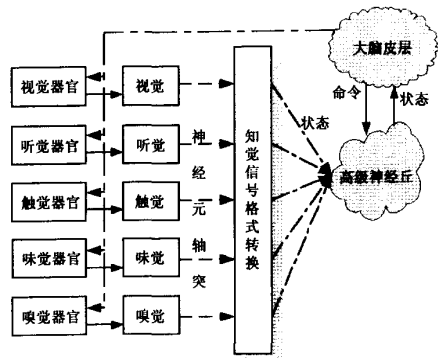 大脑皮层
命令
状态
高级神经丘
视觉器官
视觉
听觉器官
听觉
触觉器官
触觉
味觉器官
味觉
嗅觉器官
嗅觉
神经元轴突
知觉信号格式转换
状态